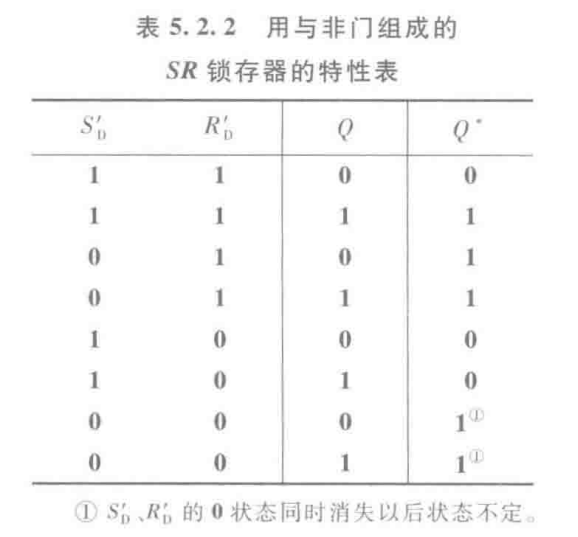 表 5.2.2 用与非门组成的
SR 锁存器的特性表
S′D R′D Q Q*
1 1 0 0
1 1 1 1
0 1 0 1
0 1 1 1
1 0 0 0
1 0 1 0
0 0 0 1①
0 0 1 1①
① S′D、R′D 的 0 状态同时消失以后状态不定。